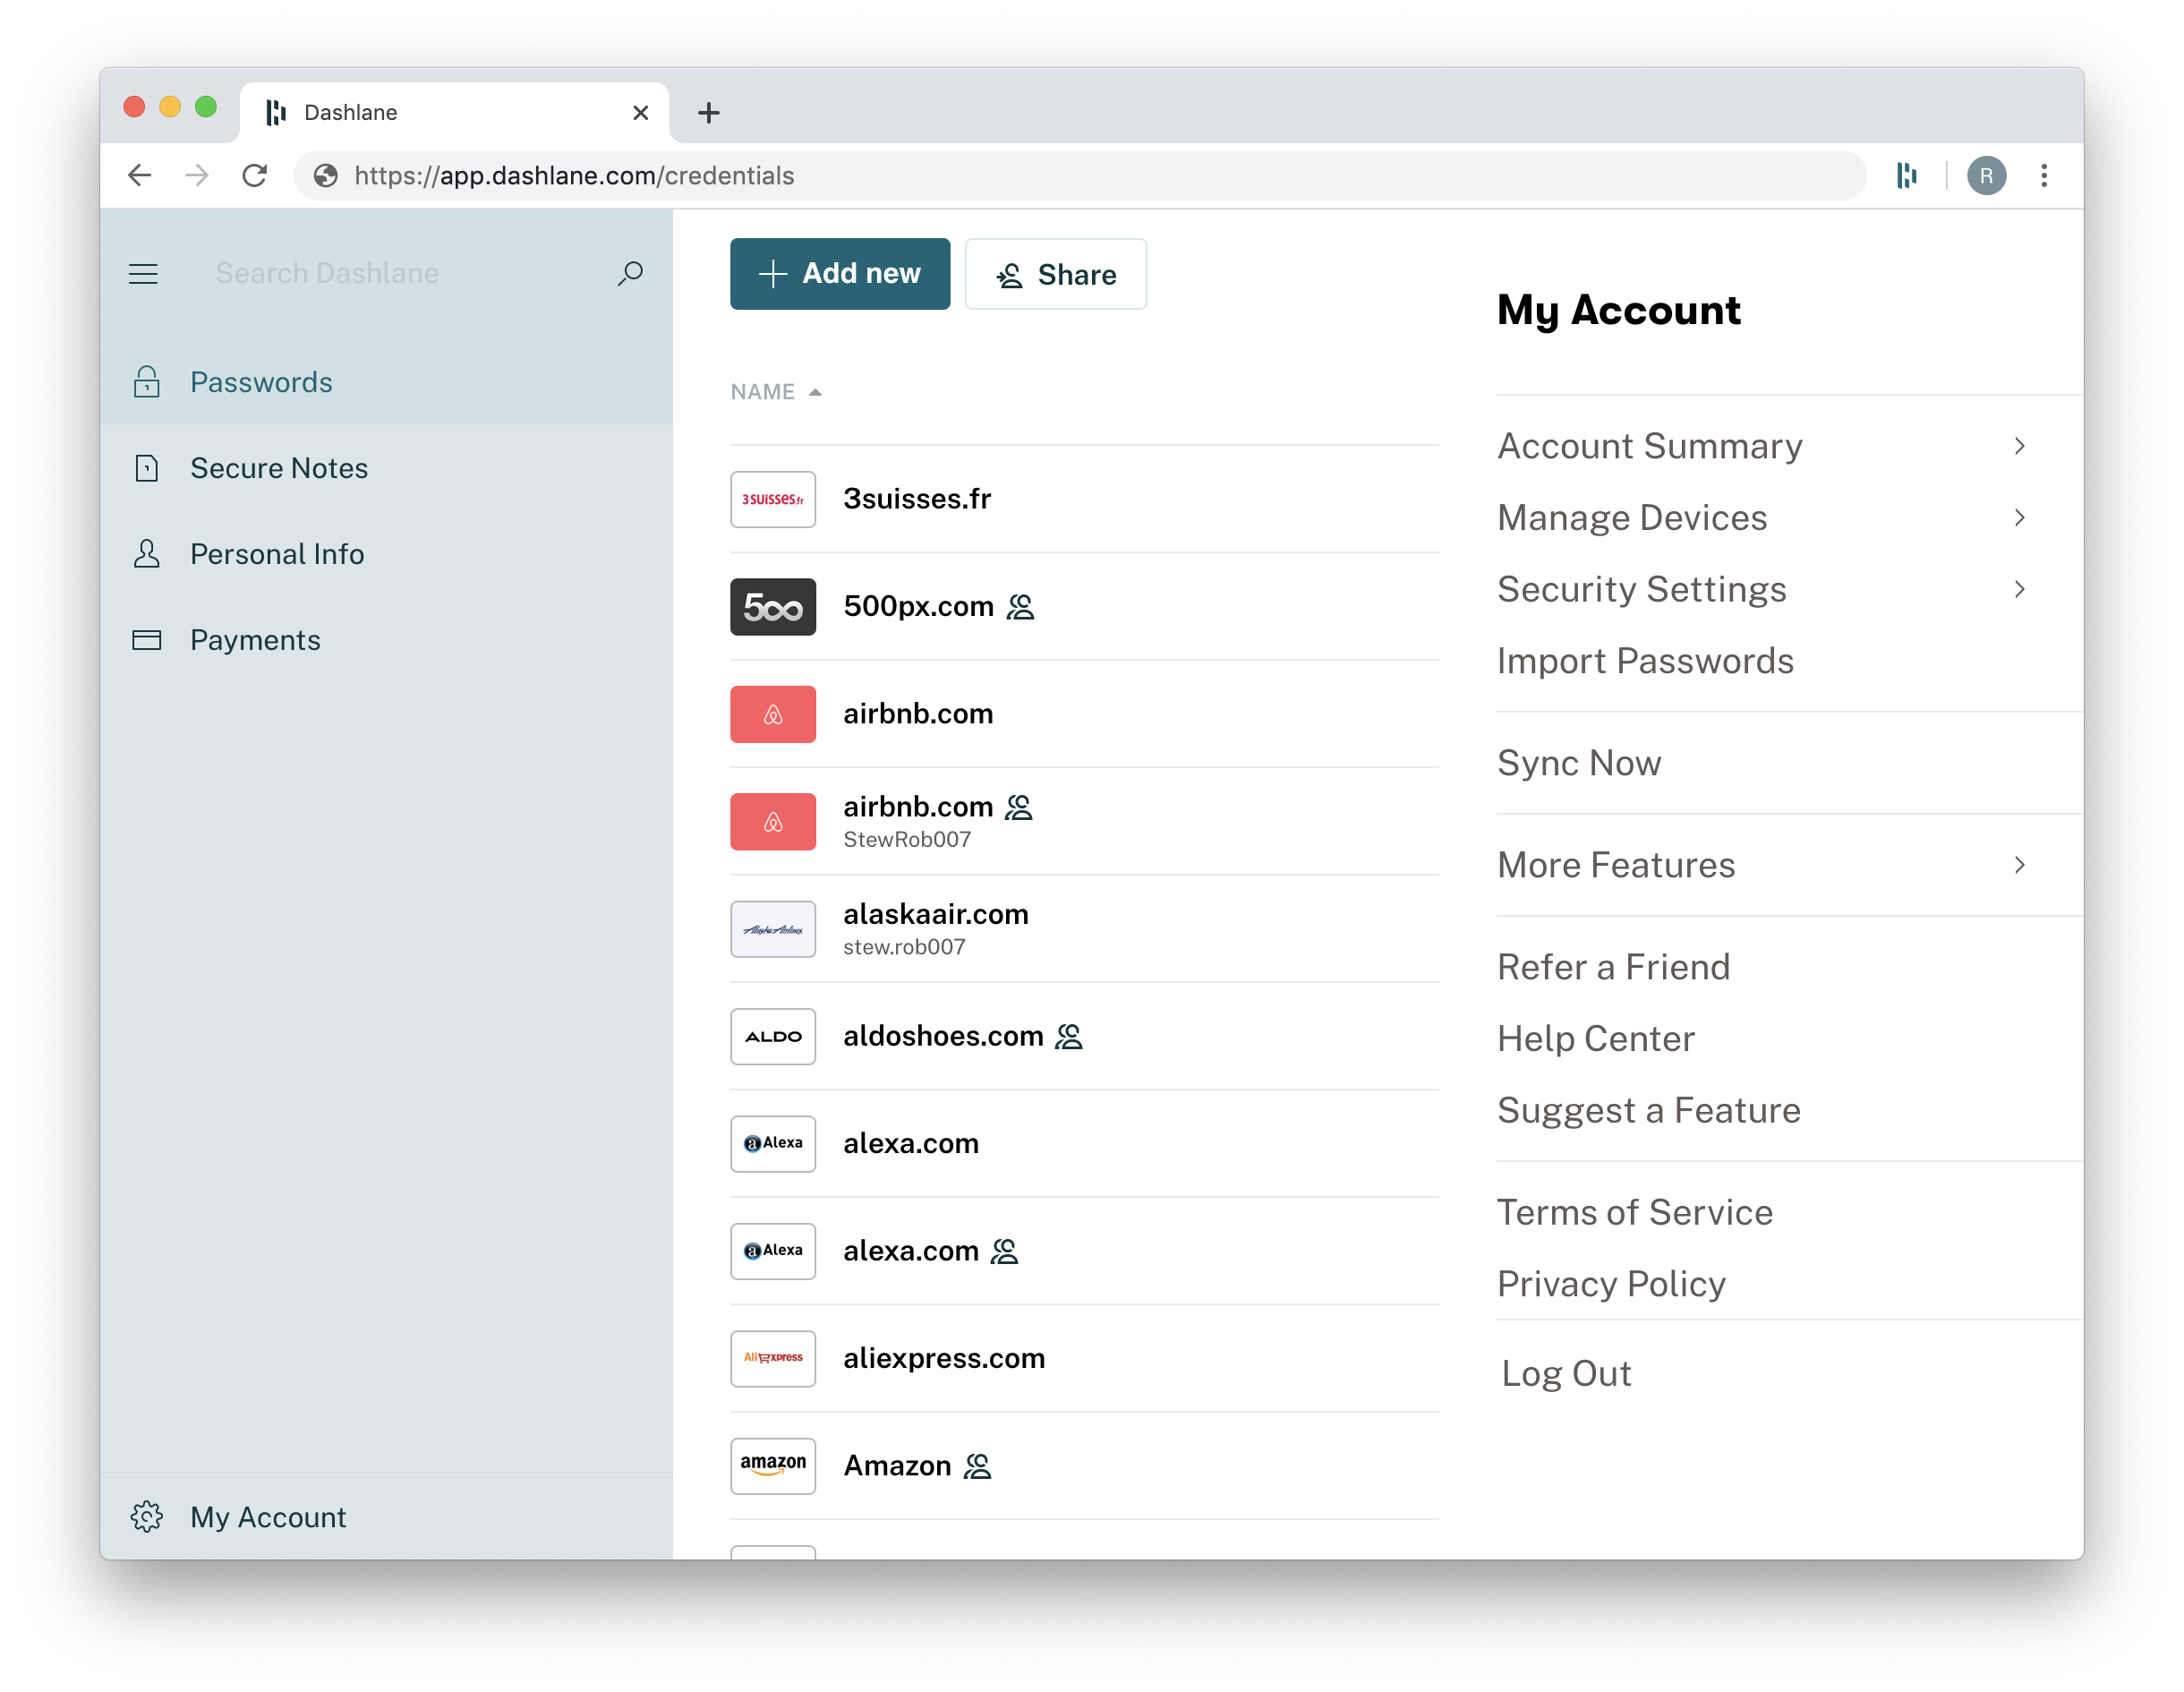 Dashlane
https://app.dashlane.com/credentials
R
Search Dashlane
Passwords
Secure Notes
Personal Info
Payments
My Account
Add new
Share
NAME
3SUISSES.fr
3suisses.fr
500
500px.com
airbnb.com
airbnb.com
StewRob007
Alaska Airlines
alaskaair.com
stew.rob007
ALDO
aldoshoes.com
a Alexa
alexa.com
a Alexa
alexa.com
AliExpress
aliexpress.com
amazon
Amazon
My Account
Account Summary
Manage Devices
Security Settings
Import Passwords
Sync Now
More Features
Refer a Friend
Help Center
Suggest a Feature
Terms of Service
Privacy Policy
Log Out